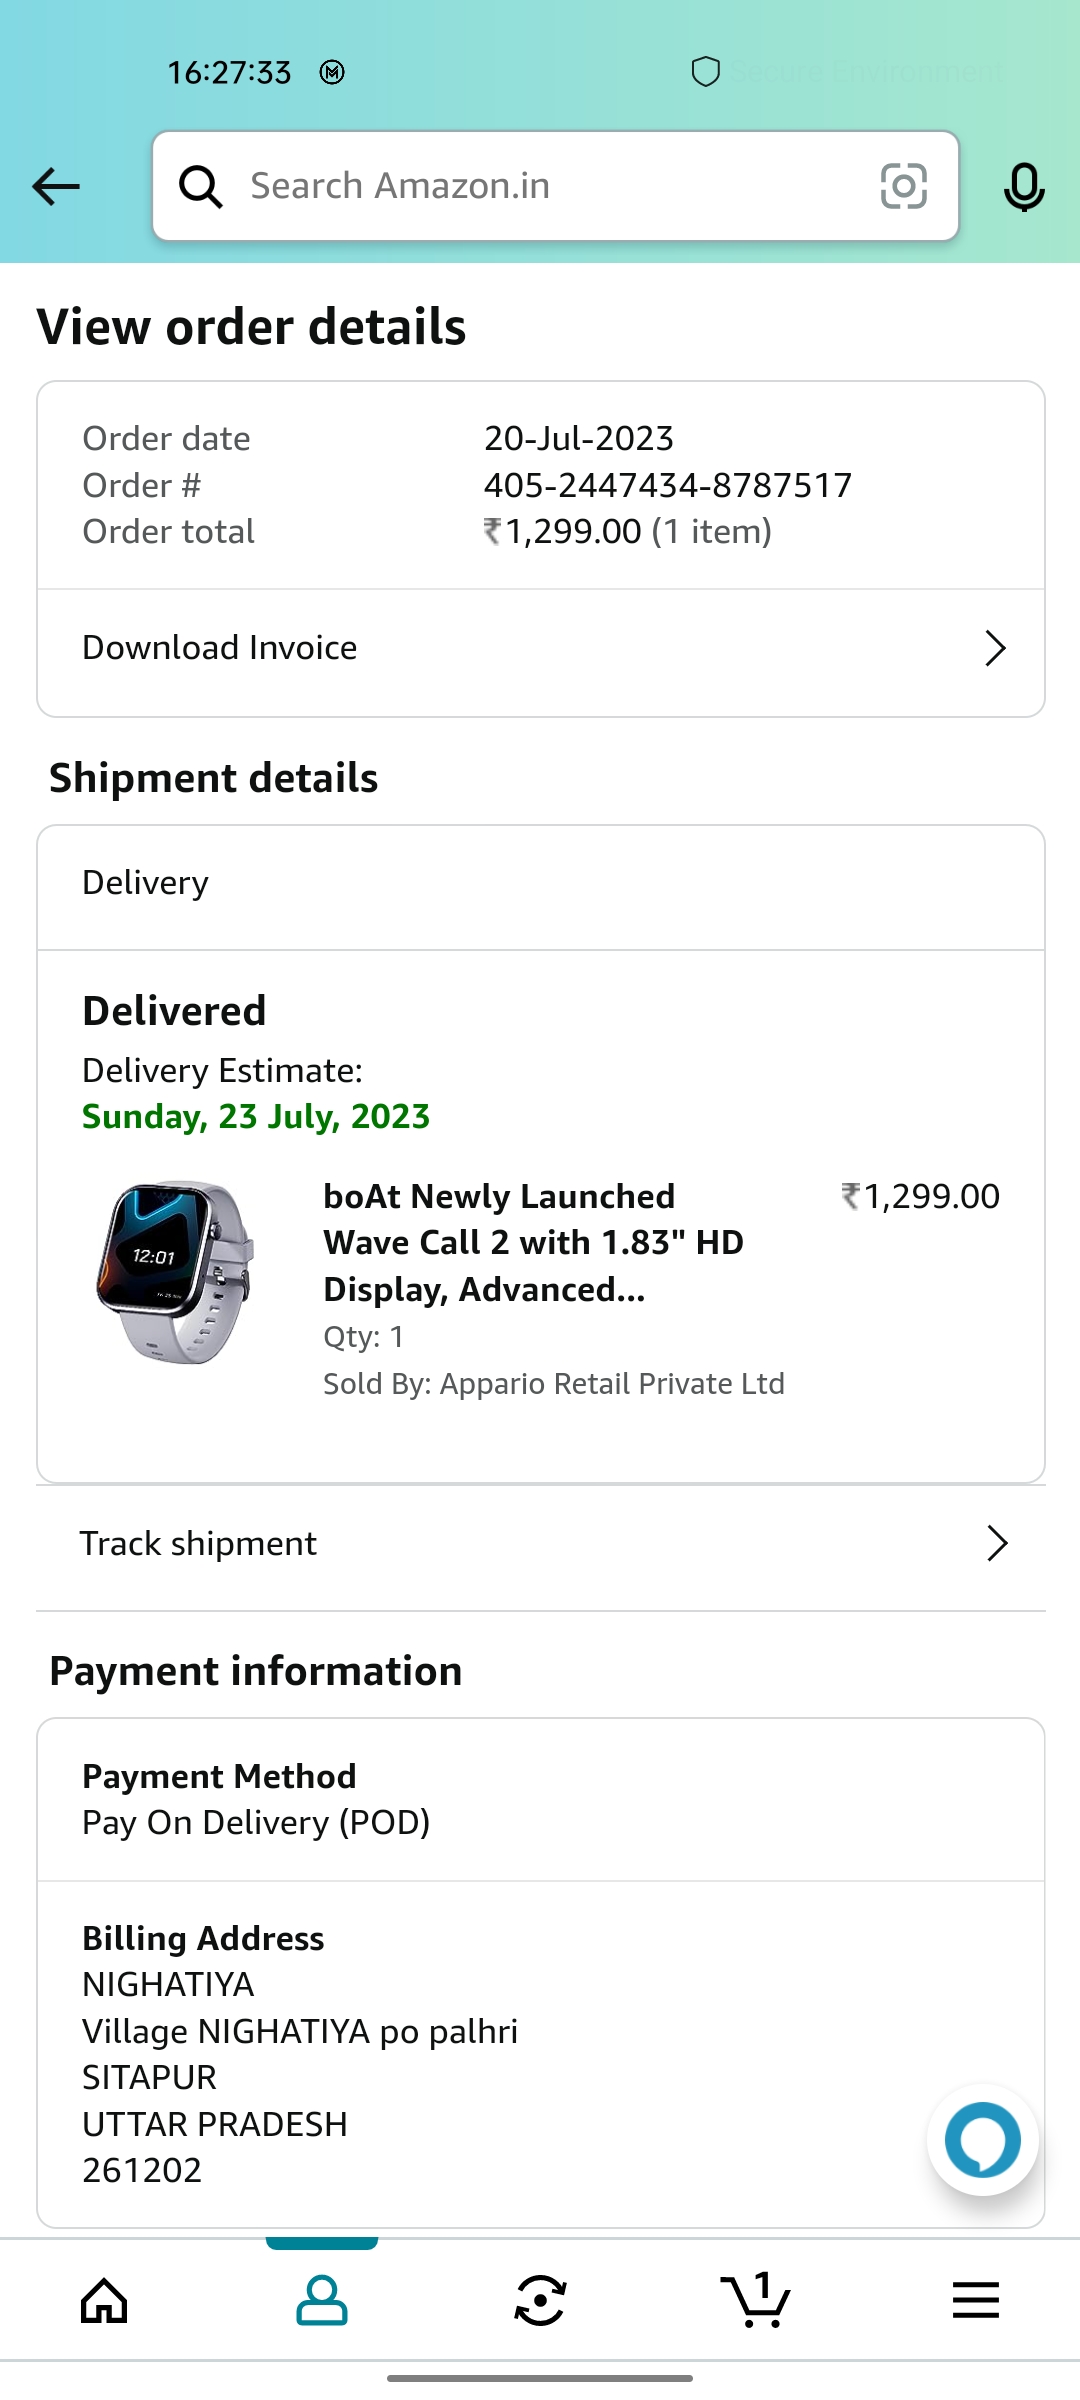 16:27:33
Secure Environment
Search Amazon.in
View order details
Order date 20-Jul-2023
Order # 405-2447434-8787517
Order total ₹1,299.00 (1 item)
Download Invoice
Shipment details
Delivery
Delivered
Delivery Estimate:
Sunday, 23 July, 2023
12:01
boAt Newly Launched ₹1,299.00
Wave Call 2 with 1.83" HD
Display, Advanced...
Qty: 1
Sold By: Appario Retail Private Ltd
Track shipment
Payment information
Payment Method
Pay On Delivery (POD)
Billing Address
NIGHATIYA
Village NIGHATIYA po palhri
SITAPUR
UTTAR PRADESH
261202
1